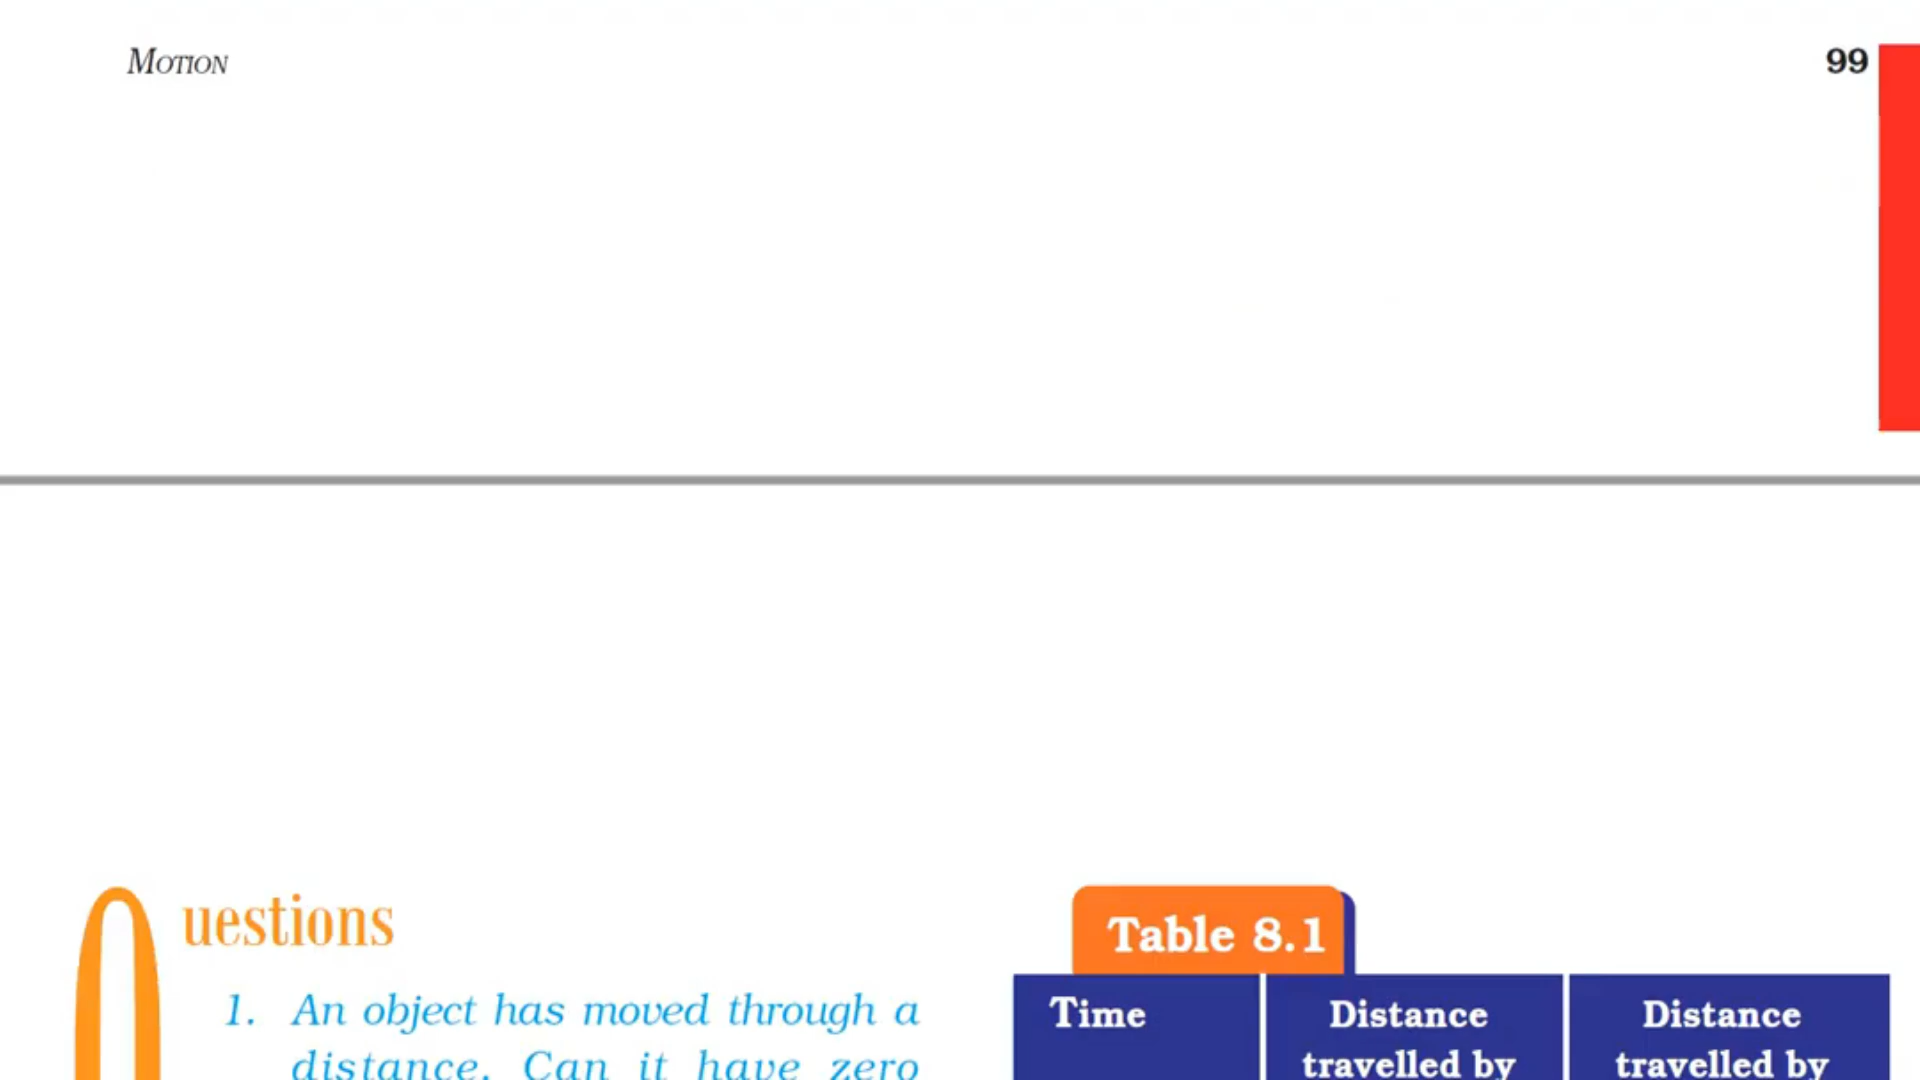 MOTION
99
Questions
1. An object has moved through a
distance. Can it have zero
Table 8.1
Time
Distance
travelled by
Distance
travelled by